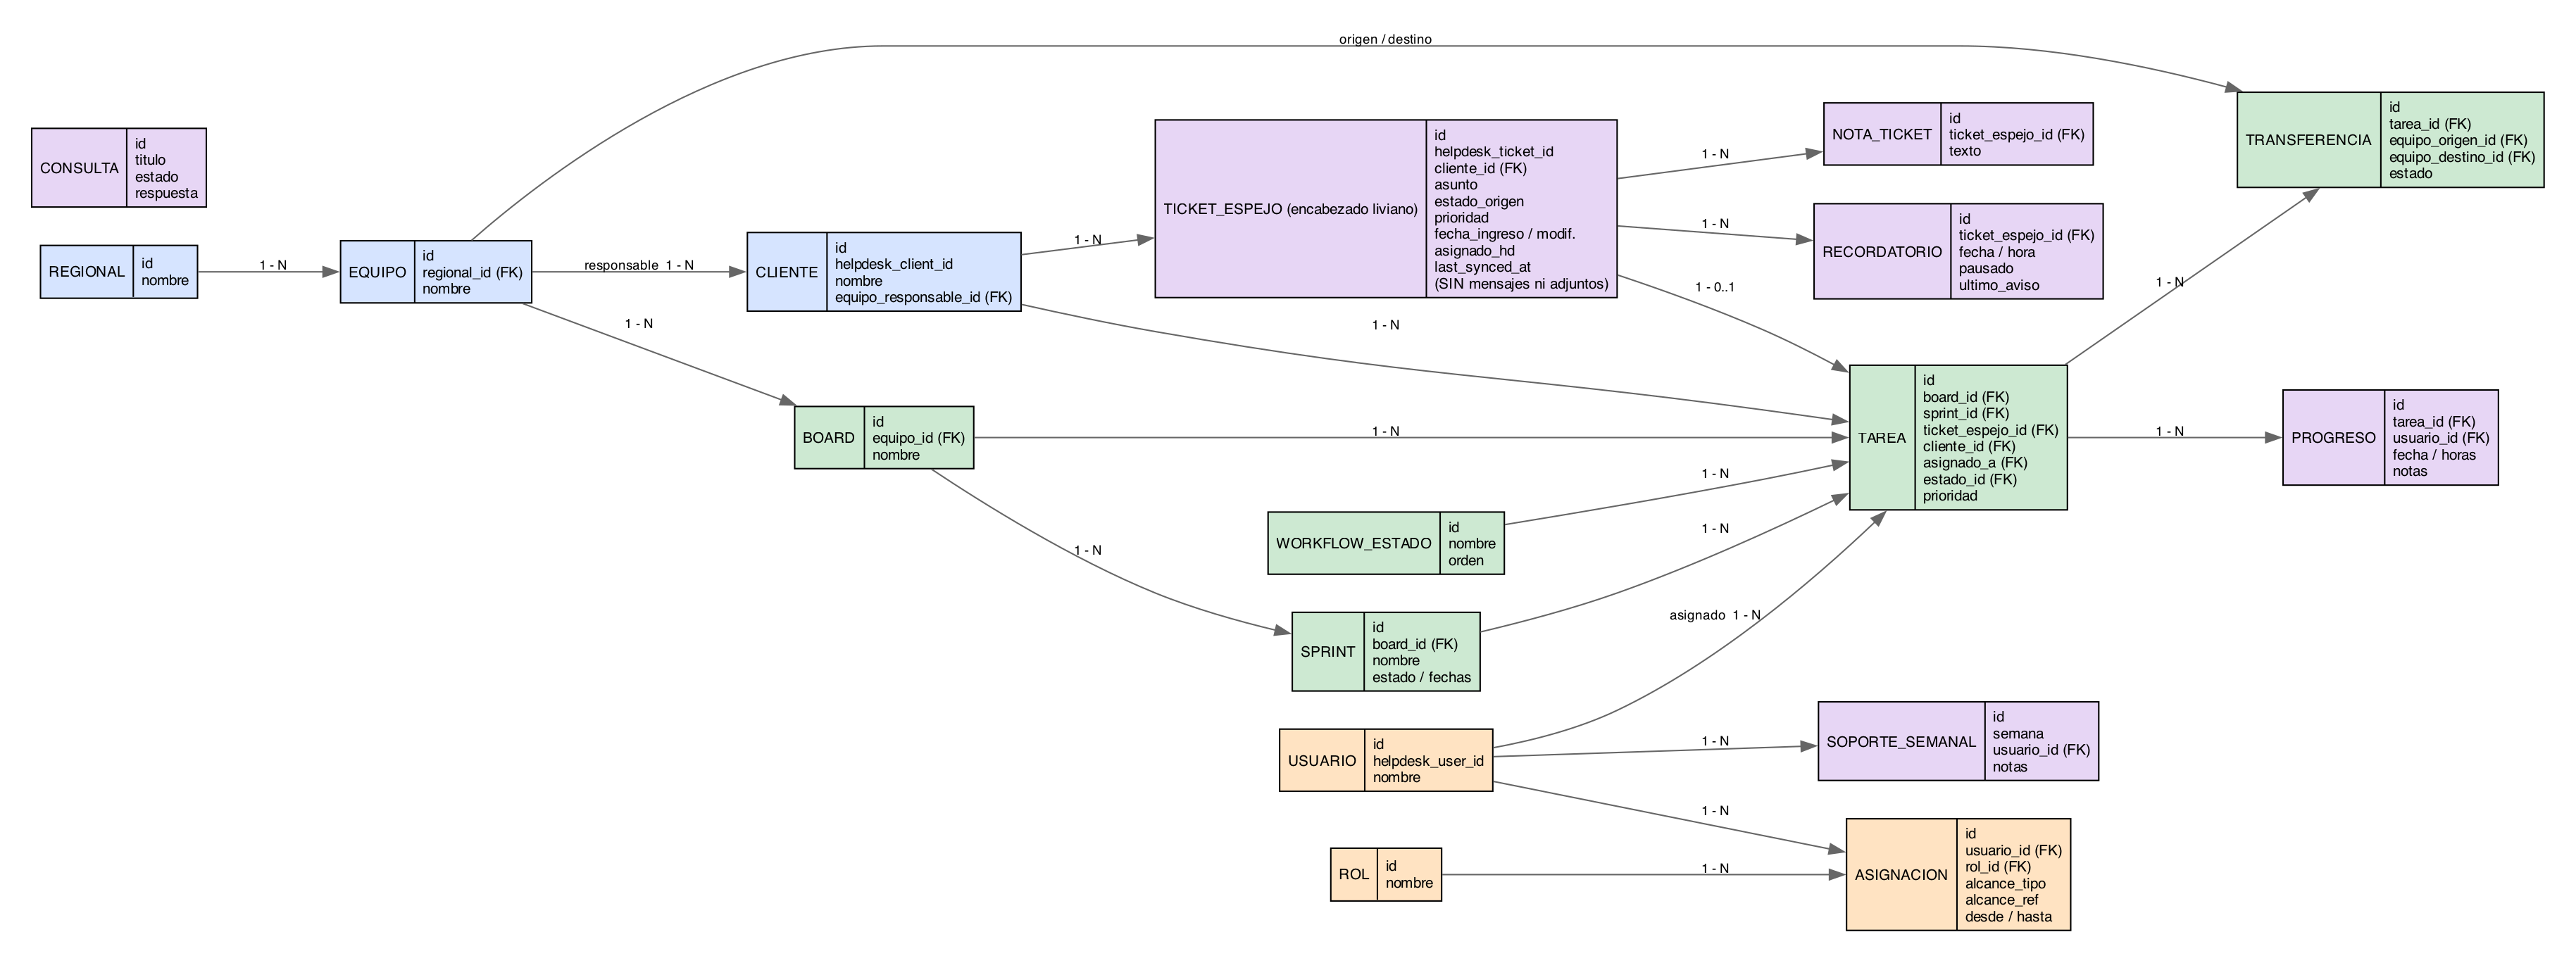 origen / destino
CONSULTA
id
titulo
estado
respuesta
REGIONAL
id
nombre
1 - N
EQUIPO
id
regional_id (FK)
nombre
responsable 1 - N
1 - N
CLIENTE
id
helpdesk_client_id
nombre
equipo_responsable_id (FK)
1 - N
1 - N
BOARD
id
equipo_id (FK)
nombre
1 - N
1 - N
TICKET_ESPEJO (encabezado liviano)
id
helpdesk_ticket_id
cliente_id (FK)
asunto
estado_origen
prioridad
fecha_ingreso / modif.
asignado_hd
last_synced_at
(SIN mensajes ni adjuntos)
1 - N
1 - N
1 - 0..1
NOTA_TICKET
id
ticket_espejo_id (FK)
texto
RECORDATORIO
id
ticket_espejo_id (FK)
fecha / hora
pausado
ultimo_aviso
WORKFLOW_ESTADO
id
nombre
orden
1 - N
SPRINT
id
board_id (FK)
nombre
estado / fechas
1 - N
USUARIO
id
helpdesk_user_id
nombre
asignado 1 - N
1 - N
1 - N
ROL
id
nombre
1 - N
TAREA
id
board_id (FK)
sprint_id (FK)
ticket_espejo_id (FK)
cliente_id (FK)
asignado_a (FK)
estado_id (FK)
prioridad
1 - N
1 - N
SOPORTE_SEMANAL
id
semana
usuario_id (FK)
notas
ASIGNACION
id
usuario_id (FK)
rol_id (FK)
alcance_tipo
alcance_ref
desde / hasta
TRANSFERENCIA
id
tarea_id (FK)
equipo_origen_id (FK)
equipo_destino_id (FK)
estado
PROGRESO
id
tarea_id (FK)
usuario_id (FK)
fecha / horas
notas